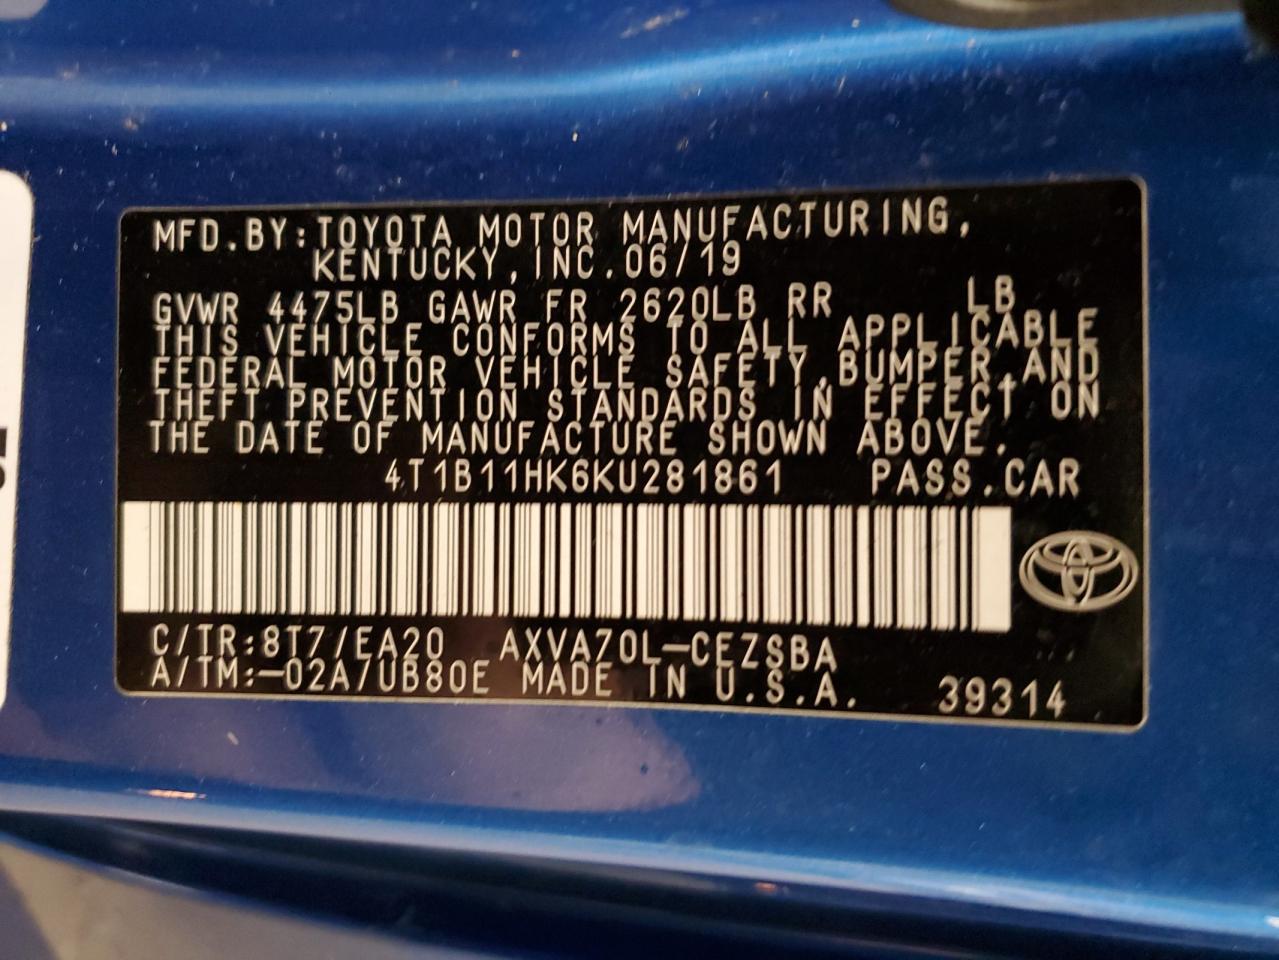 MFD.BY:TOYOTA MOTOR MANUFACTURING,
KENTUCKY,INC.06/19
GVWR 4475LB GAWR FR 2620LB RR LB
THIS VEHICLE CONFORMS TO ALL APPLICABLE
FEDERAL MOTOR VEHICLE SAFETY,BUMPER,AND
THEFT PREVENTION STANDARDS IN EFFECT ON
THE DATE OF MANUFACTURE SHOWN ABOVE.
4T1B11HK6KU281861 PASS.CAR
C/TR:8T7/EA20 AXVA70L-CEZSBA
A/TM:-02A/UB80E MADE IN U.S.A. 39314